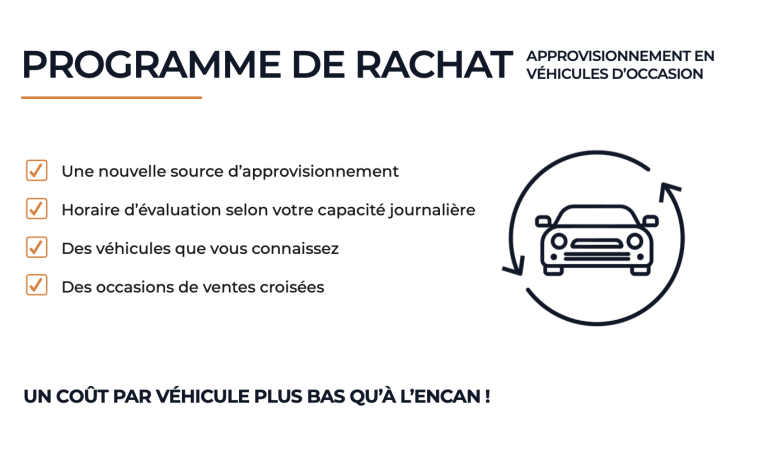 PROGRAMME DE RACHAT
APPROVISIONNEMENT EN
VÉHICULES D’OCCASION
Une nouvelle source d’approvisionnement
Horaire d’évaluation selon votre capacité journalière
Des véhicules que vous connaissez
Des occasions de ventes croisées
UN COÛT PAR VÉHICULE PLUS BAS QU’À L’ENCAN !